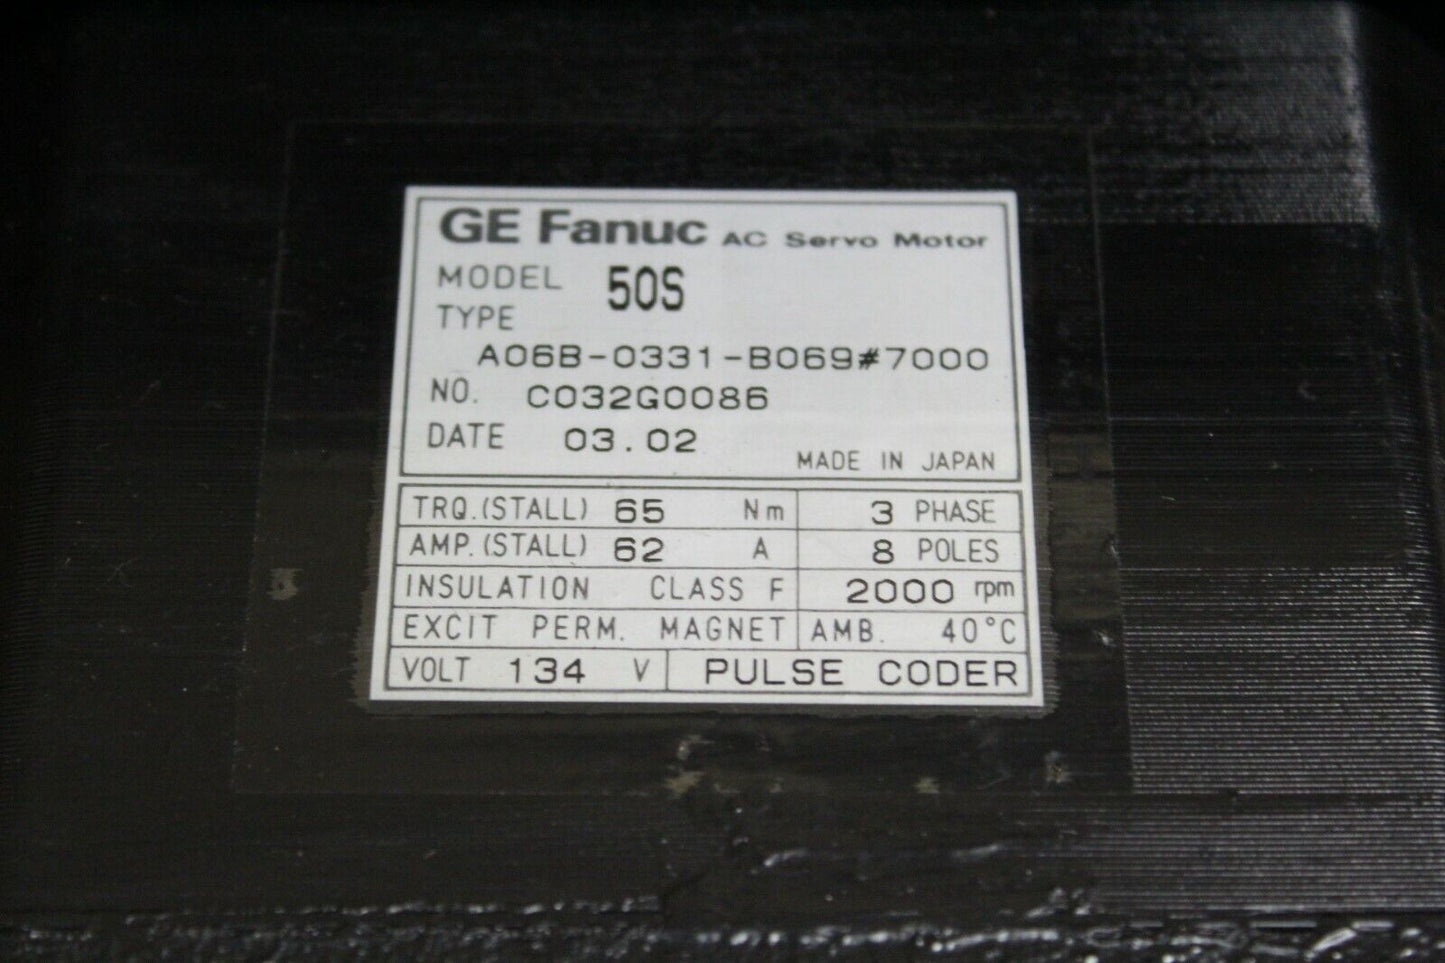 GE Fanuc AC Servo Motor
MODEL 50S
TYPE
A06B-0331-B069#7000
NO. C032G0086
DATE 03.02
MADE IN JAPAN
TRQ.(STALL) 65 Nm 3 PHASE
AMP.(STALL) 62 A 8 POLES
INSULATION CLASS F 2000 rpm
EXCIT PERM. MAGNET AMB. 40°C
VOLT 134 V PULSE CODER